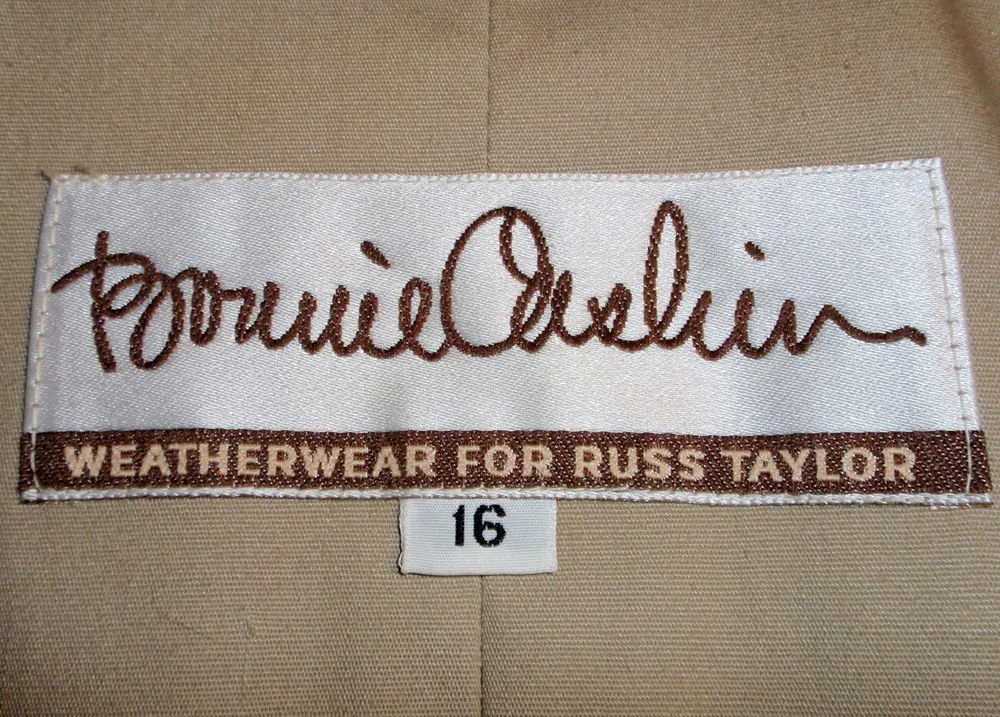 Bonnie Cashin
WEATHERWEAR FOR RUSS TAYLOR
16